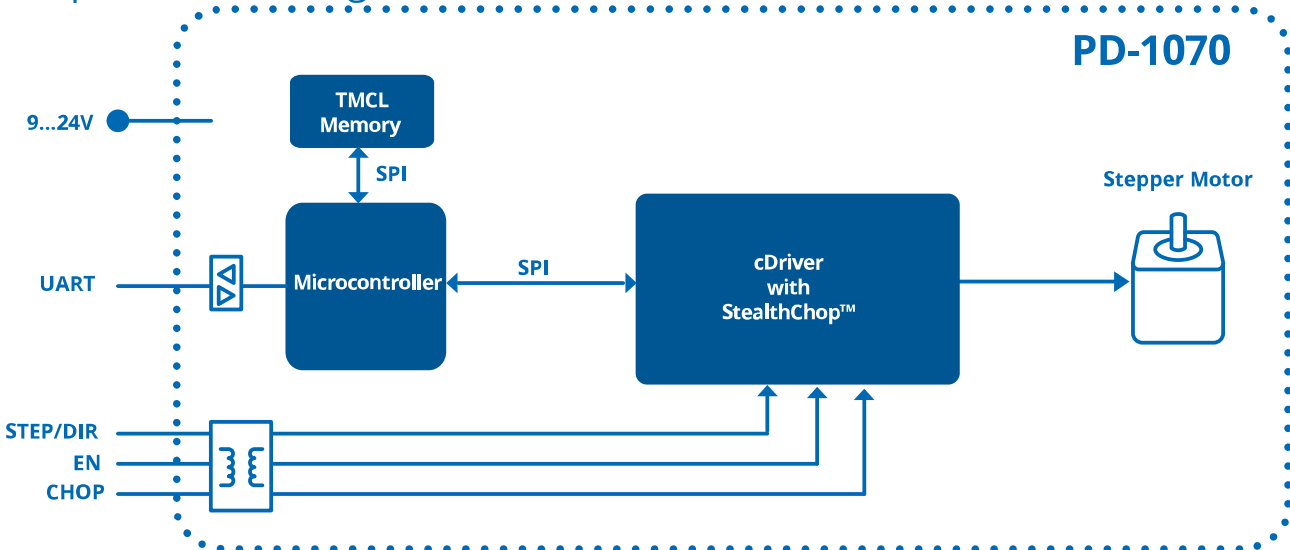 PD-1070
TMCL
Memory
9...24V
SPI
Stepper Motor
Microcontroller
SPI
cDriver
with
StealthChop™
UART
STEP/DIR
EN
CHOP